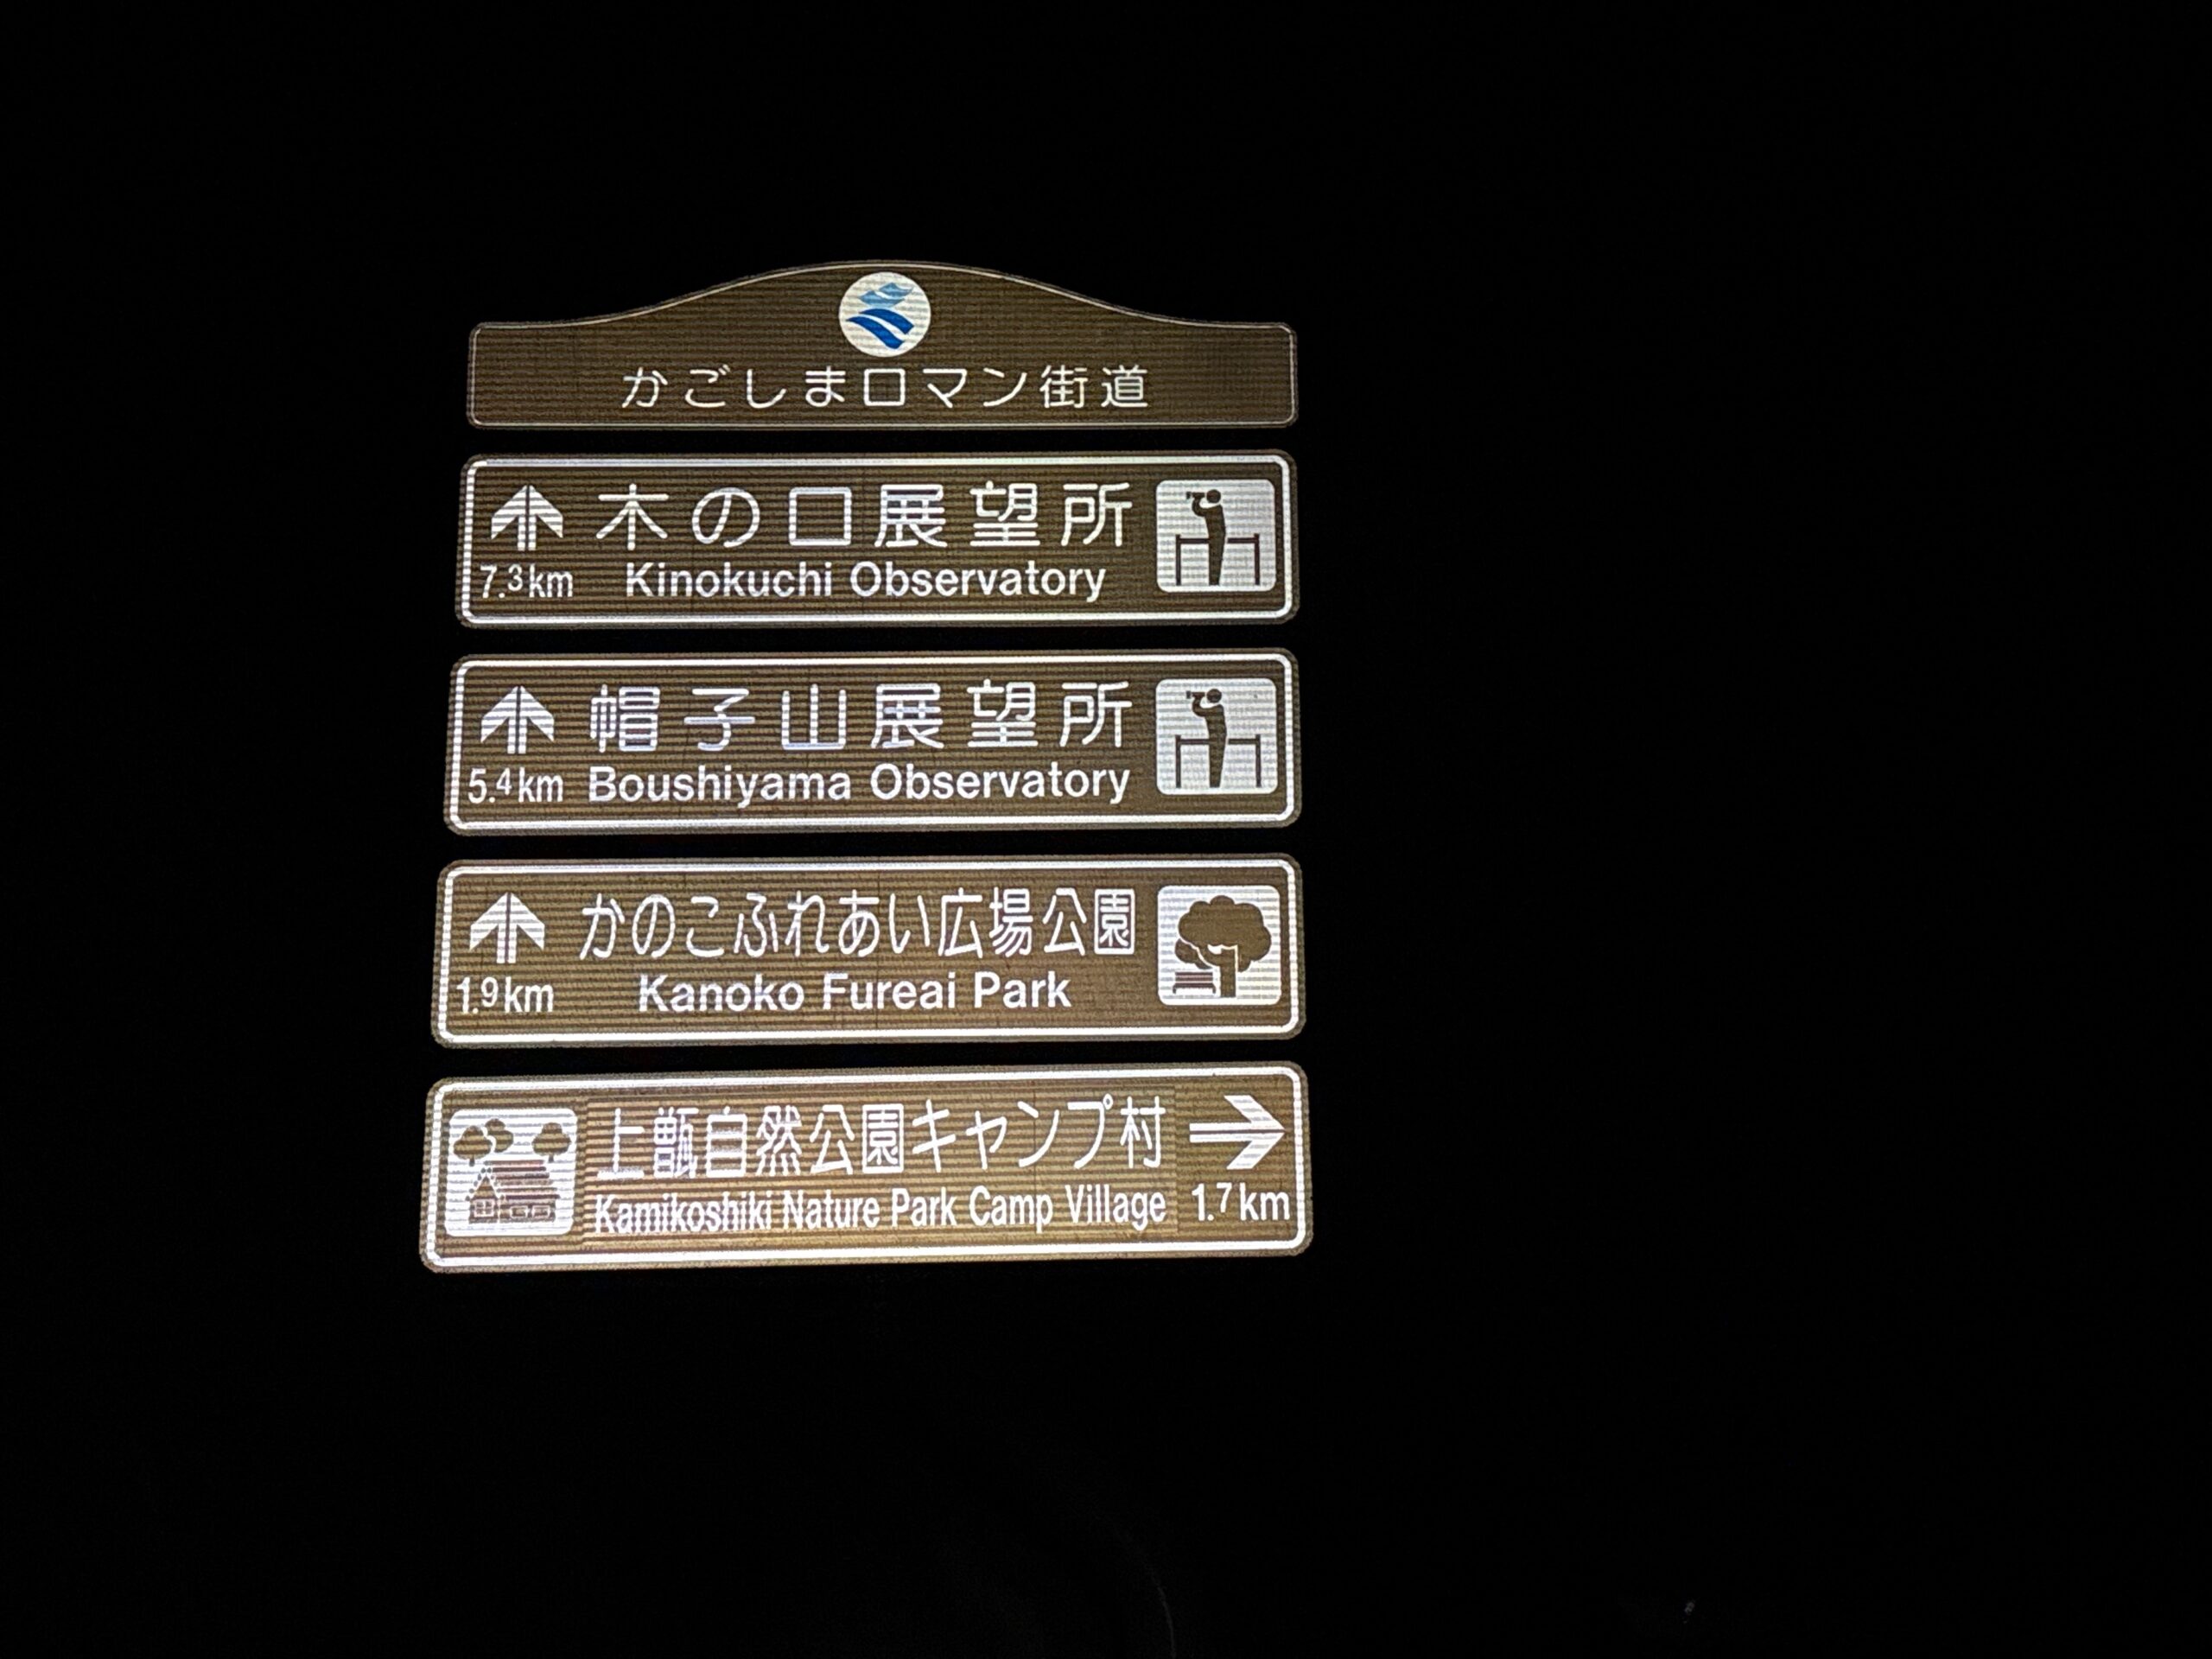 かごしまロマン街道
木の口展望所
7.3km Kinokuchi Observatory
帽子山展望所
5.4km Boushiyama Observatory
かのこふれあい広場公園
1.9km Kanoko Fureai Park
上甑自然公園キャンプ村
Kamikoshiki Nature Park Camp Village 1.7km